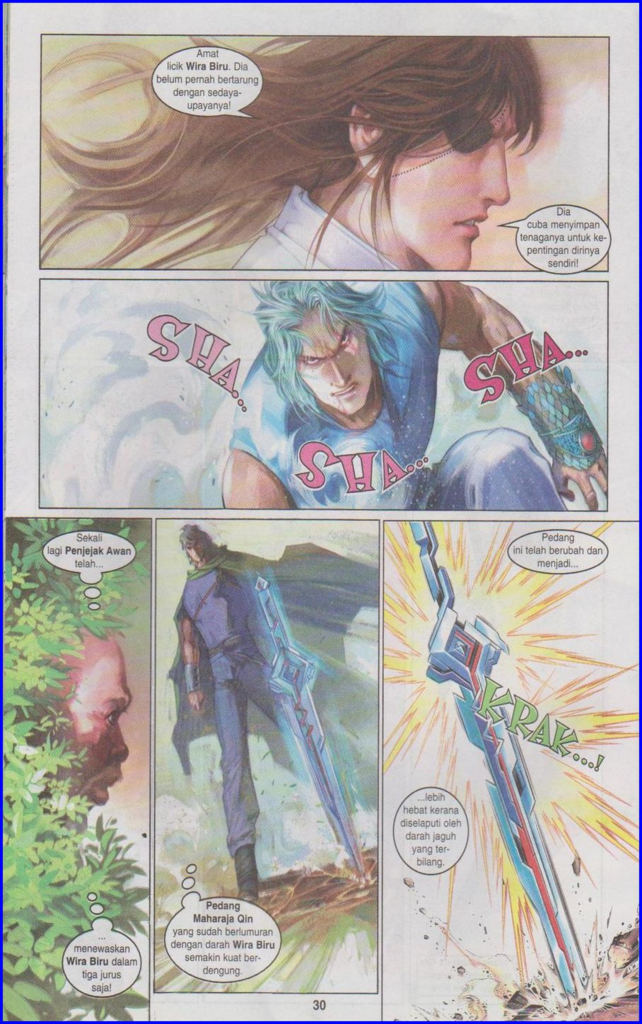 Amat
licik Wira Biru. Dia
belum pernah bertarung
dengan sedaya-
upayanya!
Dia
cuba menyimpan
tenaganya untuk ke-
pentingan dirinya
sendiri!
SHA...
SHA...
SHA...
Sekali
lagi Penjejak Awan
telah...
...
menewaskan
Wira Biru dalam
tiga jurus
saja!
Pedang
Maharaja Qin
yang sudah berlumuran
dengan darah Wira Biru
semakin kuat ber-
dengung.
Pedang
ini telah berubah dan
menjadi...
KRAK...!
...lebih
hebat kerana
diselaputi oleh
darah jaguh
yang ter-
bilang.
30